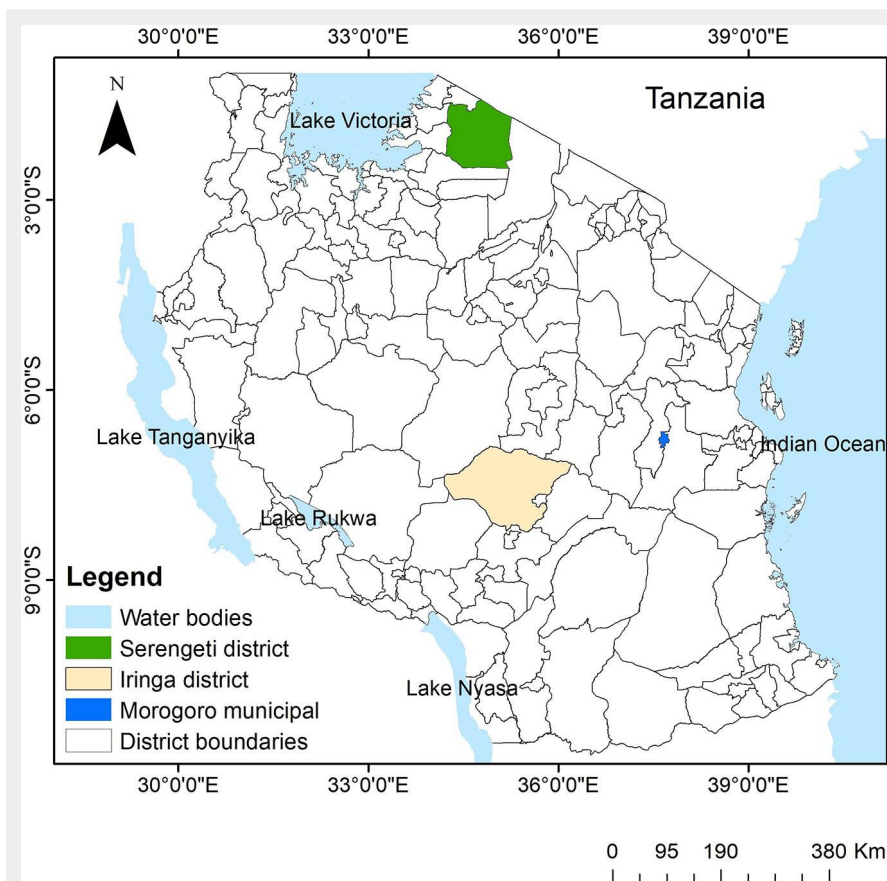 30°0'0"E 33°0'0"E 36°0'0"E 39°0'0"E
N
Tanzania
Lake Victoria
3°0'0"S
6°0'0"S
Lake Tanganyika
Indian Ocean
Lake Rukwa
9°0'0"S
Legend
Water bodies
Serengeti district
Iringa district
Morogoro municipal
District boundaries
Lake Nyasa
30°0'0"E 33°0'0"E 36°0'0"E 39°0'0"E
0 95 190 380 Km